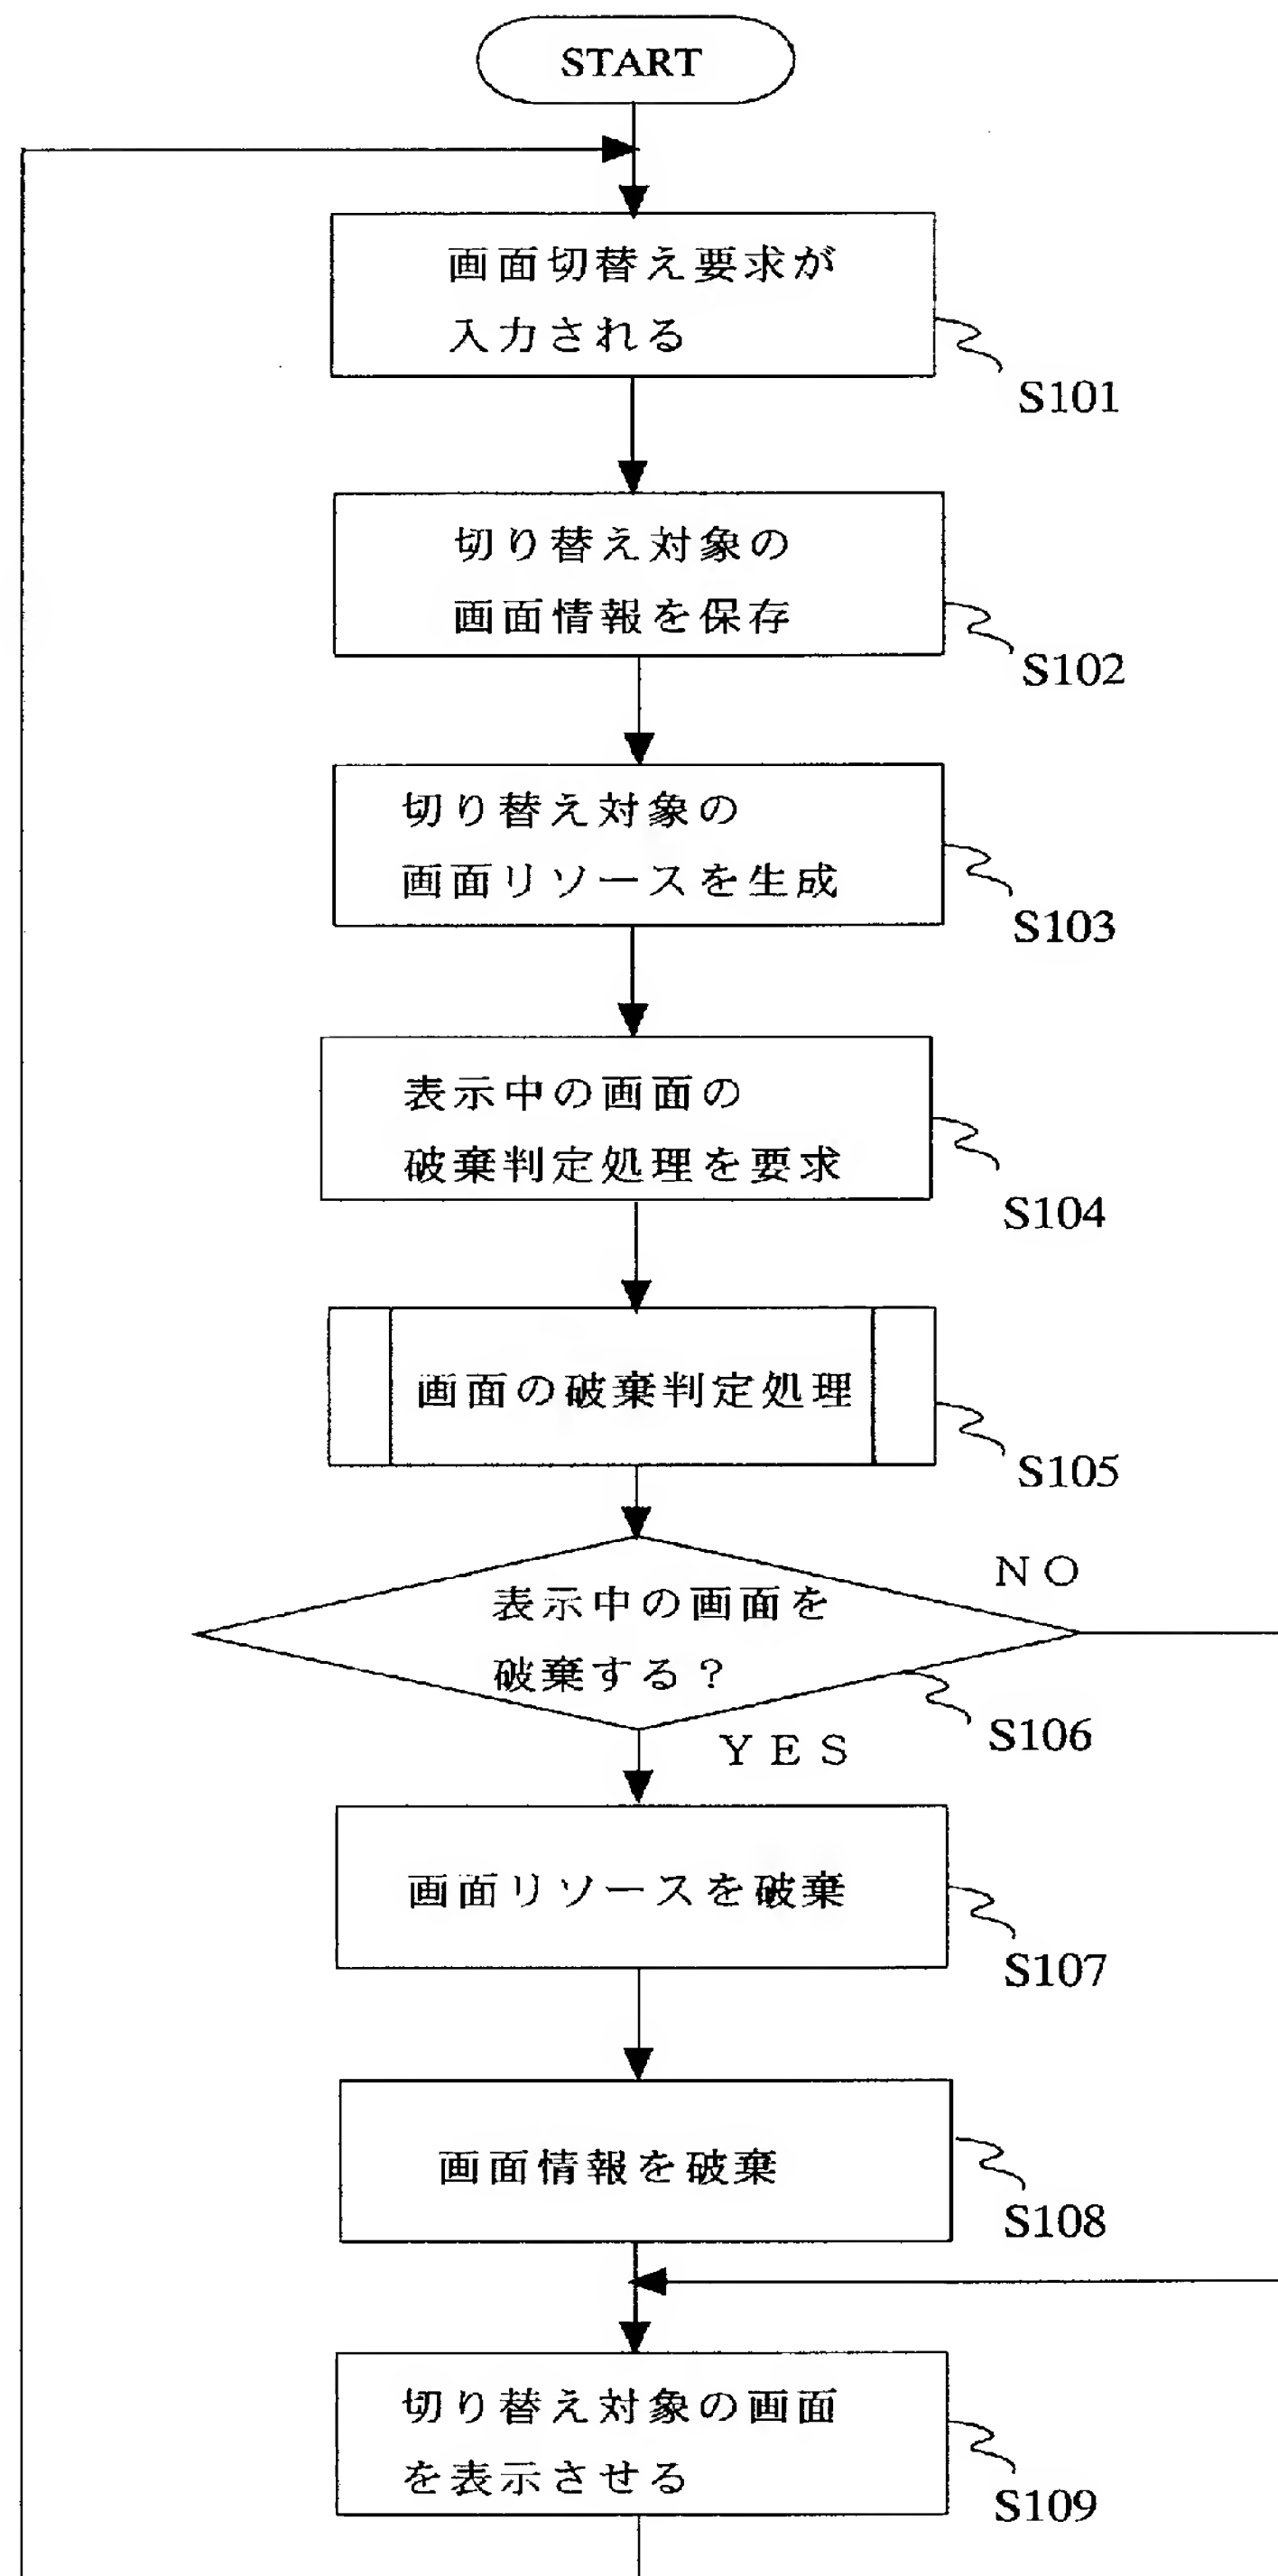 START
画面切替え要求が
入力される
S101
切り替え対象の
画面情報を保存
S102
切り替え対象の
画面リソースを生成
S103
表示中の画面の
破棄判定処理を要求
S104
画面の破棄判定処理
S105
NO
表示中の画面を
破棄する？
S106
YES
画面リソースを破棄
S107
画面情報を破棄
S108
切り替え対象の画面
を表示させる
S109